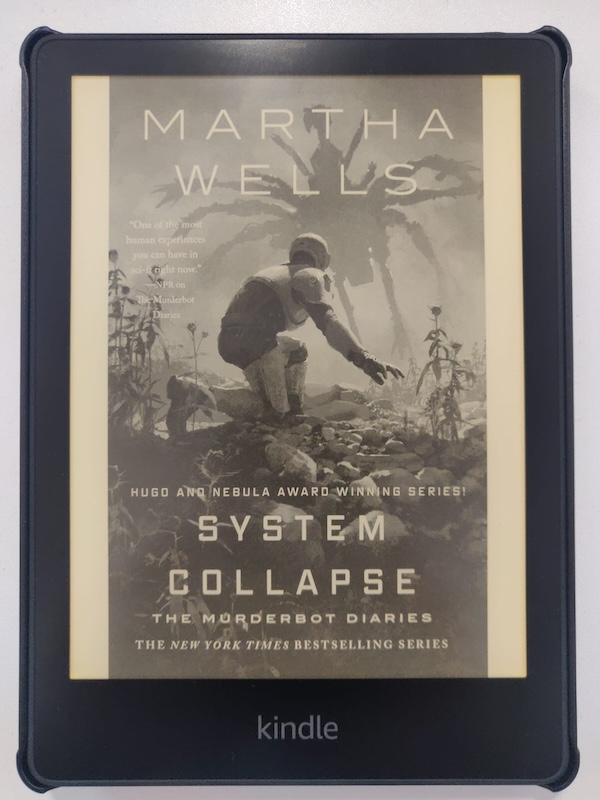 MARTHA
WELLS
"One of the most
human experiences
you can have in
sci-fi right now."
—NPR on
The Murderbot
Diaries
HUGO AND NEBULA AWARD WINNING SERIES!
SYSTEM
COLLAPSE
THE MURDERBOT DIARIES
THE NEW YORK TIMES BESTSELLING SERIES
kindle